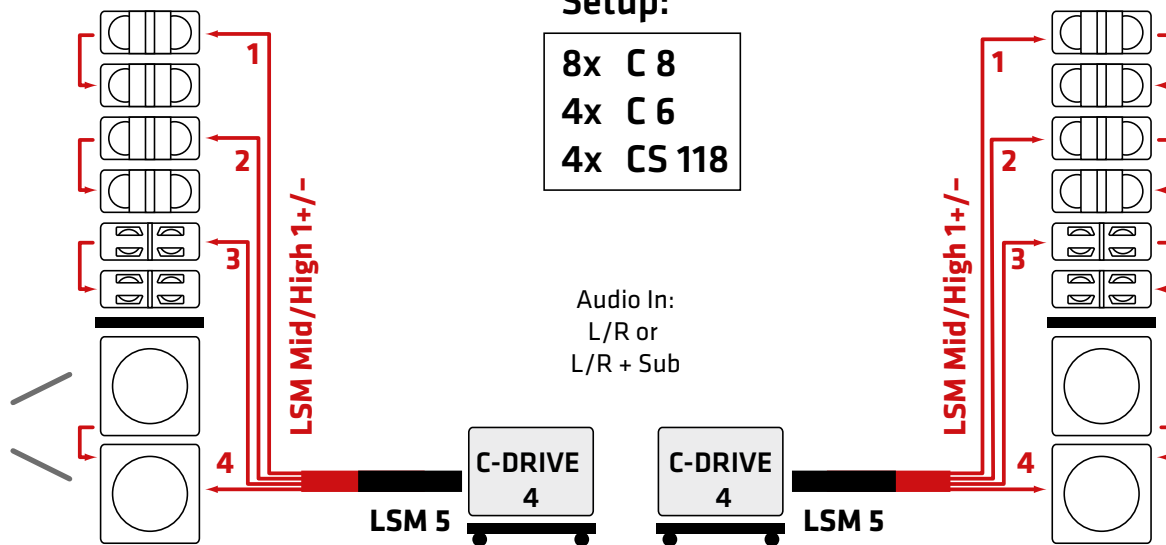 Setup:
8x C 8
4x C 6
4x CS 118
1
2
3
4
LSM Mid/High 1+/–
Audio In:
L/R or
L/R + Sub
1
2
3
4
LSM Mid/High 1+/–
C-DRIVE
4
LSM 5
C-DRIVE
4
LSM 5